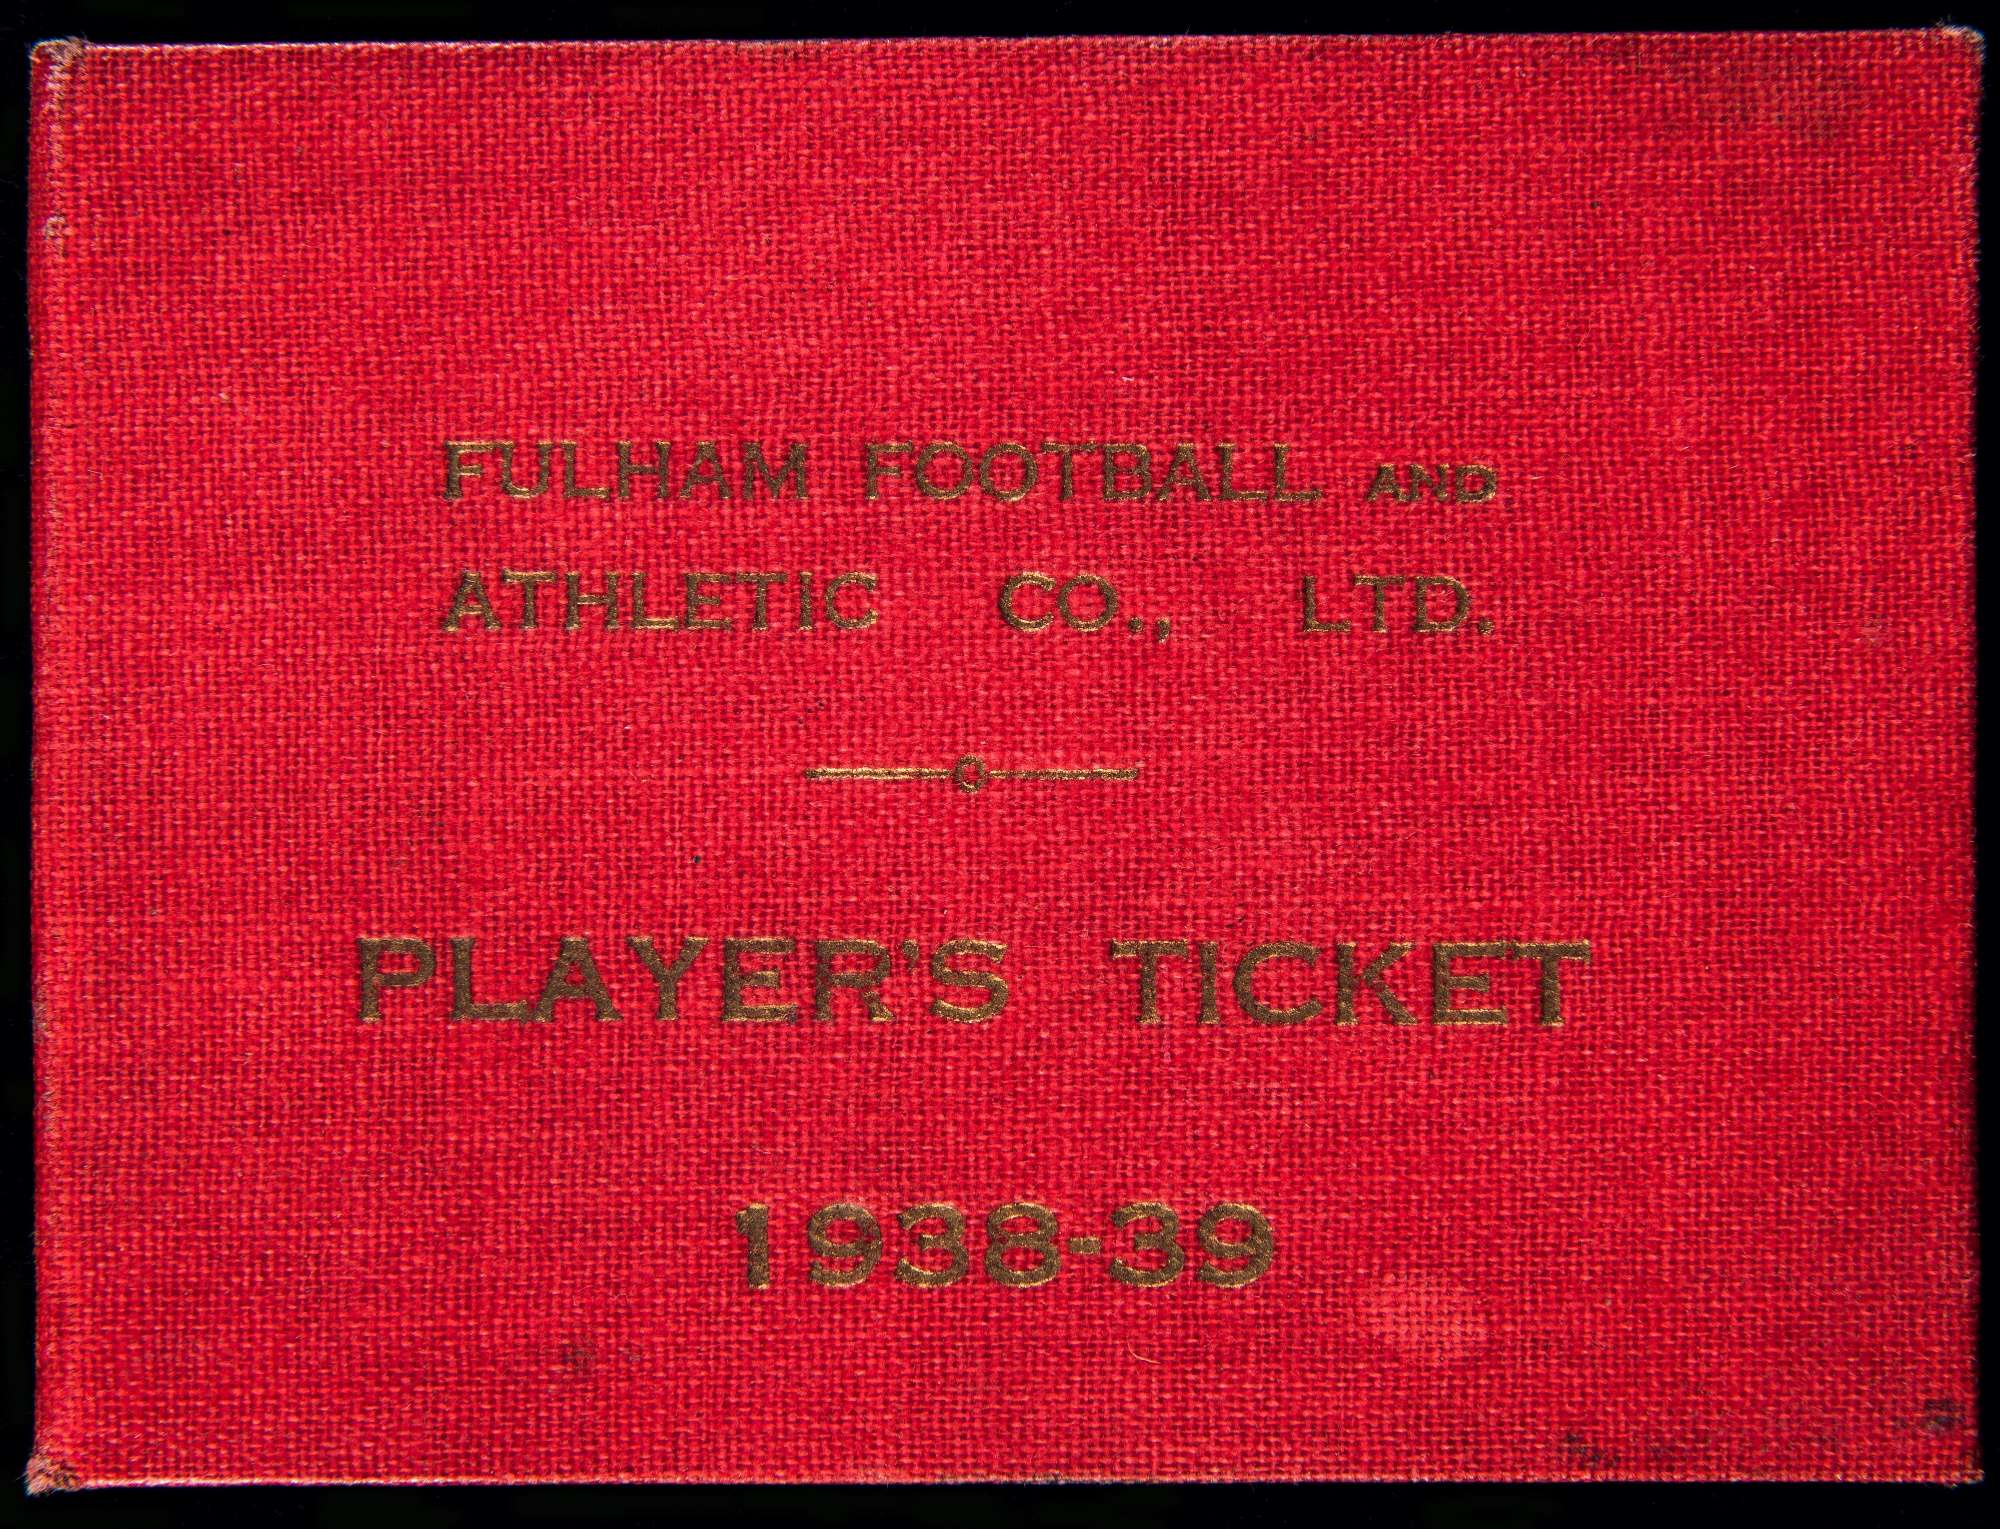 FULHAM FOOTBALL AND
ATHLETIC CO., LTD.
PLAYER'S TICKET
1938-39